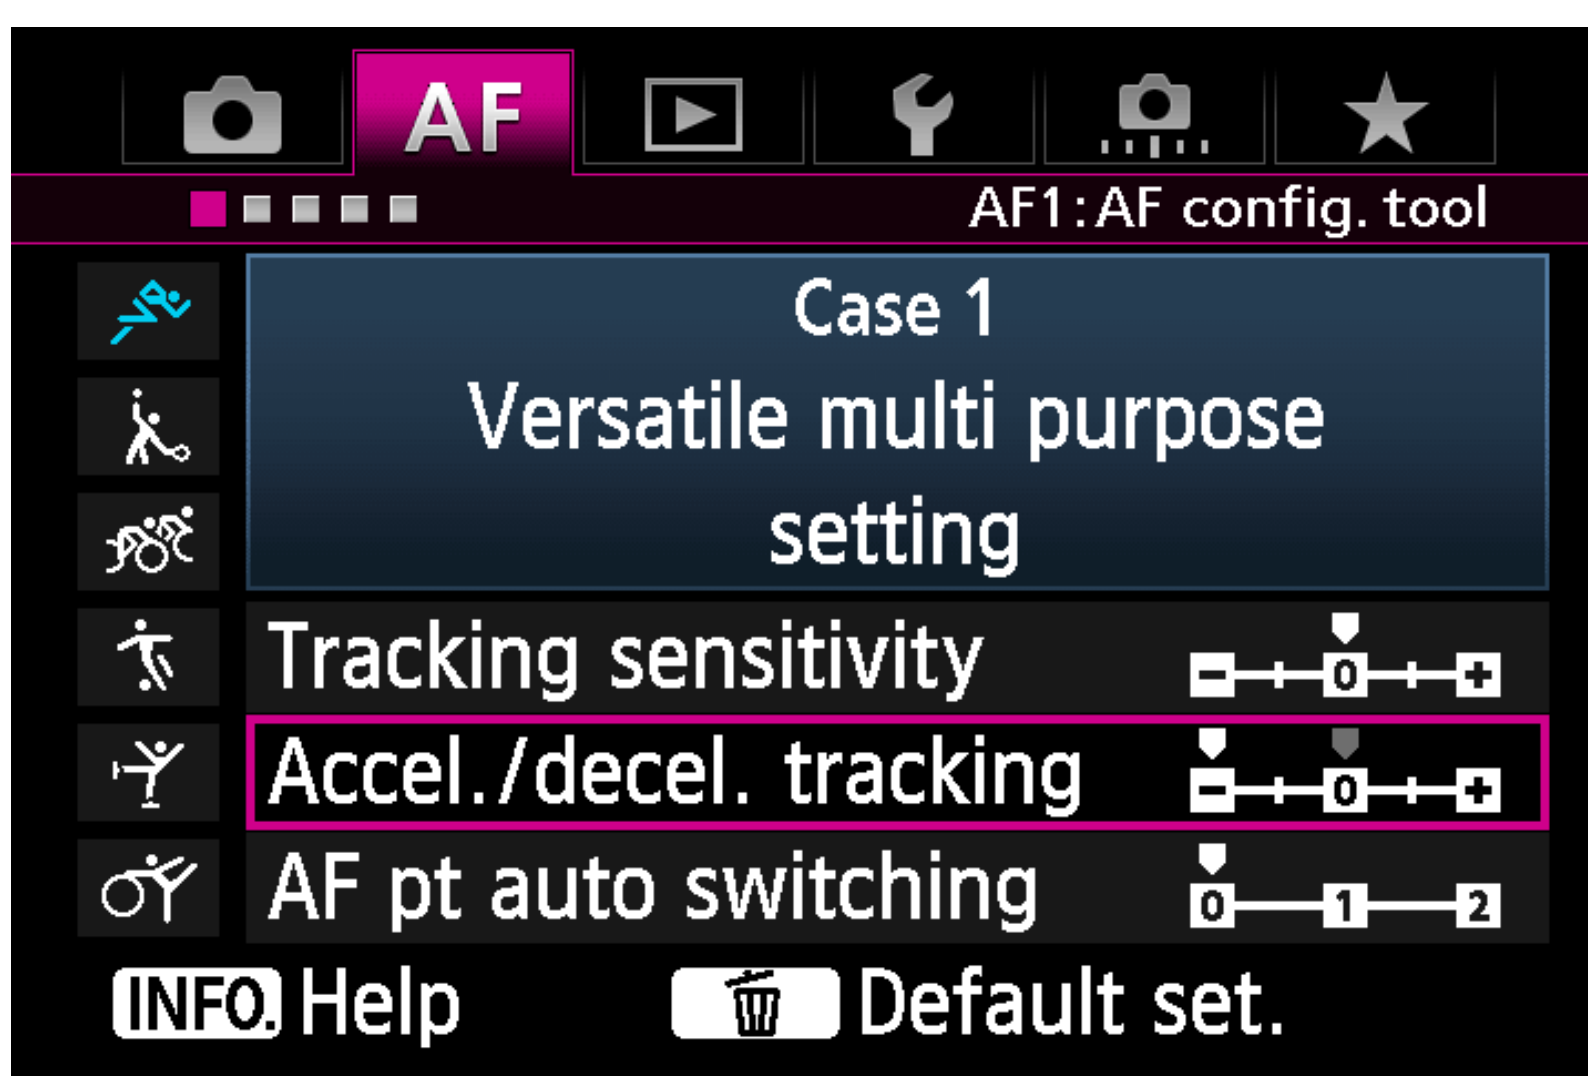 AF
AF1:AF config. tool
Case 1
Versatile multi purpose
setting
Tracking sensitivity - 0 +
Accel./decel. tracking - 0 +
AF pt auto switching 0 1 2
INFO. Help Default set.